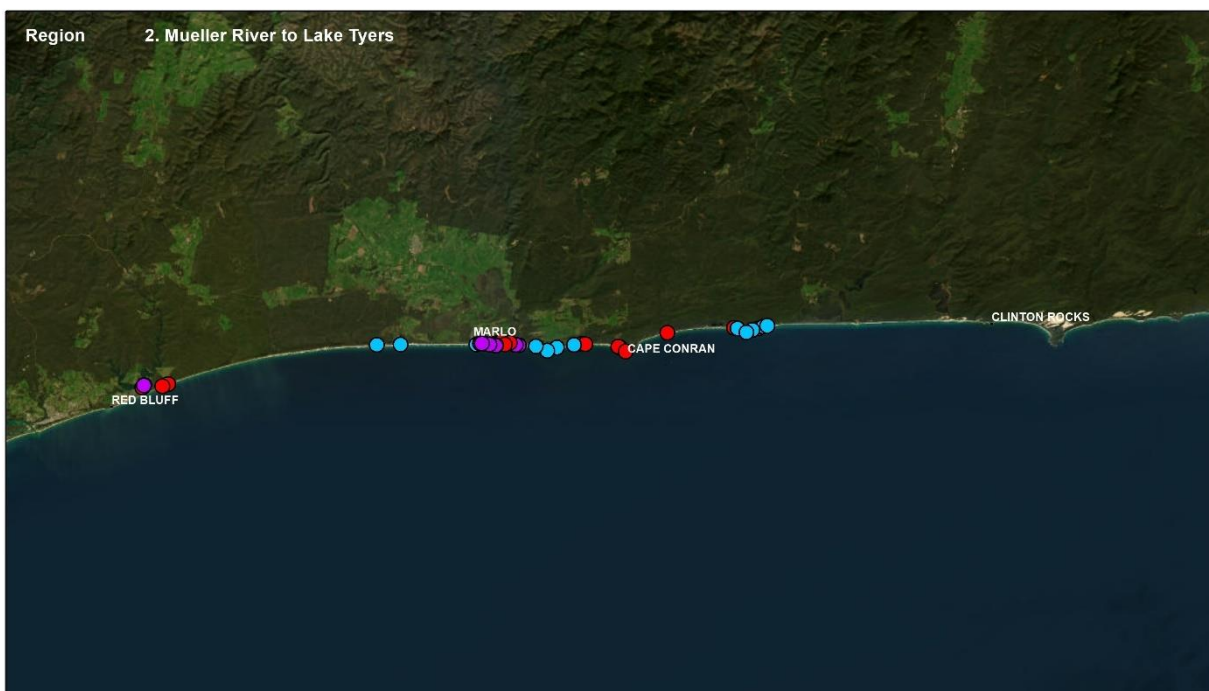 Region 2. Mueller River to Lake Tyers
CLINTON ROCKS
MARLO
CAPE CONRAN
RED BLUFF